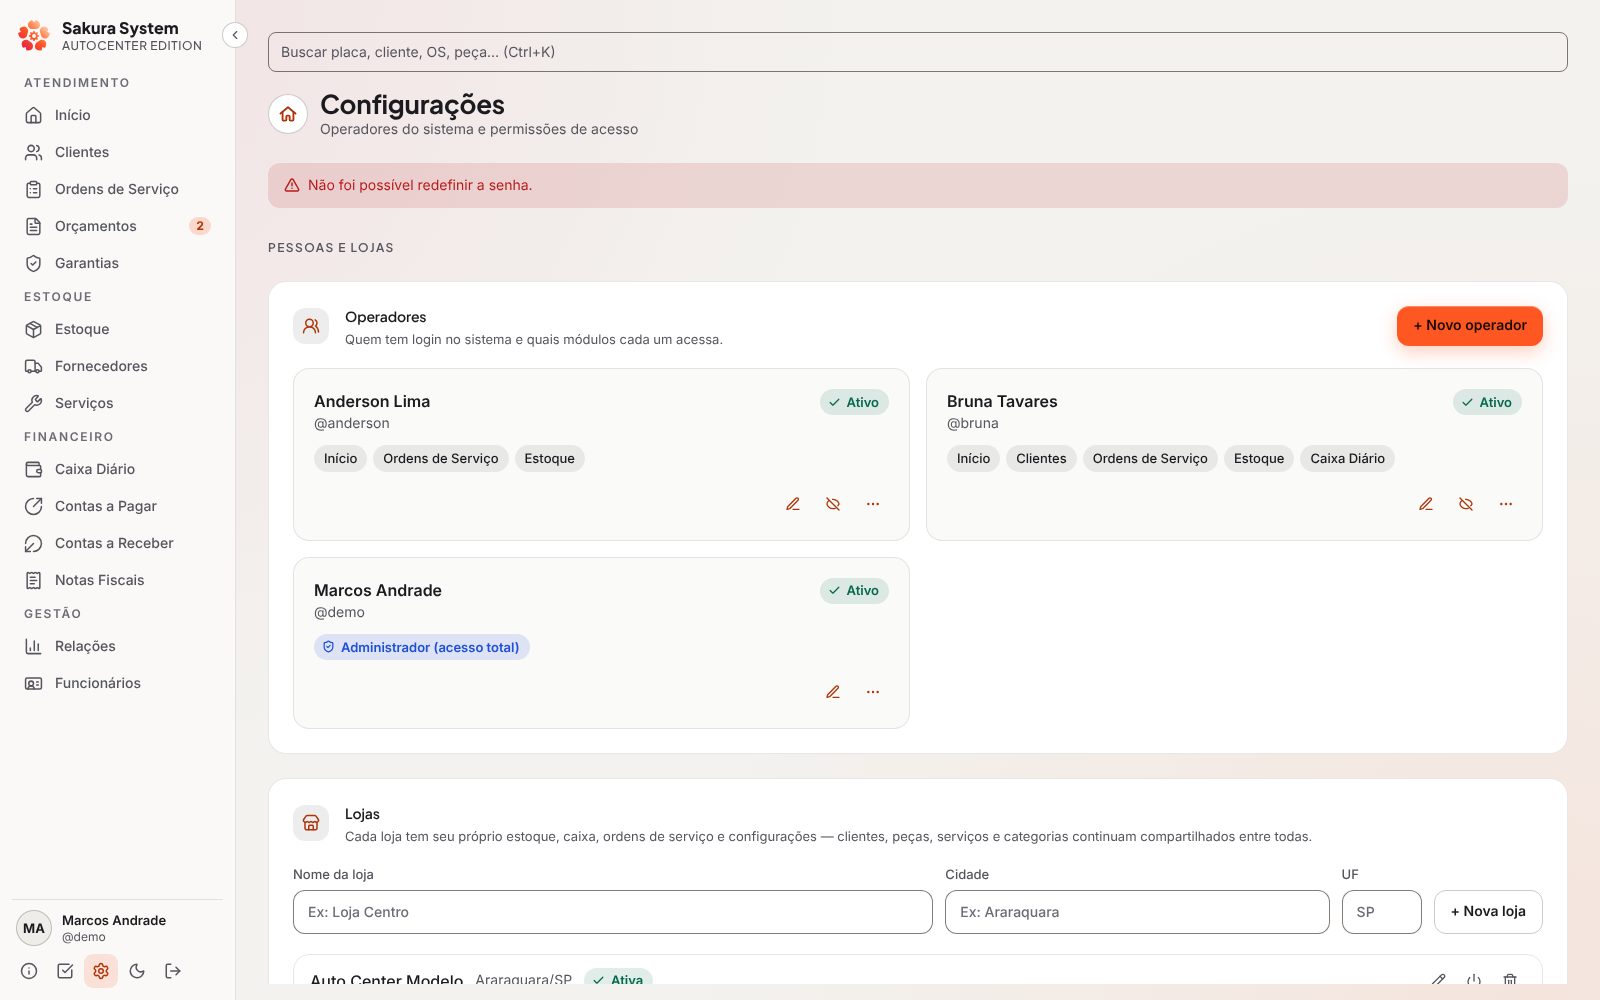 Sakura System
AUTOCENTER EDITION
ATENDIMENTO
Início
Clientes
Ordens de Serviço
Orçamentos 2
Garantias
ESTOQUE
Estoque
Fornecedores
Serviços
FINANCEIRO
Caixa Diário
Contas a Pagar
Contas a Receber
Notas Fiscais
GESTÃO
Relações
Funcionários
MA
Marcos Andrade
@demo
Buscar placa, cliente, OS, peça... (Ctrl+K)
Configurações
Operadores do sistema e permissões de acesso
Não foi possível redefinir a senha.
PESSOAS E LOJAS
Operadores
Quem tem login no sistema e quais módulos cada um acessa.
+ Novo operador
Anderson Lima
@anderson
Ativo
Início Ordens de Serviço Estoque
Bruna Tavares
@bruna
Ativo
Início Clientes Ordens de Serviço Estoque Caixa Diário
Marcos Andrade
@demo
Ativo
Administrador (acesso total)
Lojas
Cada loja tem seu próprio estoque, caixa, ordens de serviço e configurações — clientes, peças, serviços e categorias continuam compartilhados entre todas.
Nome da loja
Ex: Loja Centro
Cidade
Ex: Araraquara
UF
SP
+ Nova loja
Auto Center Modelo Araraquara/SP Ativa